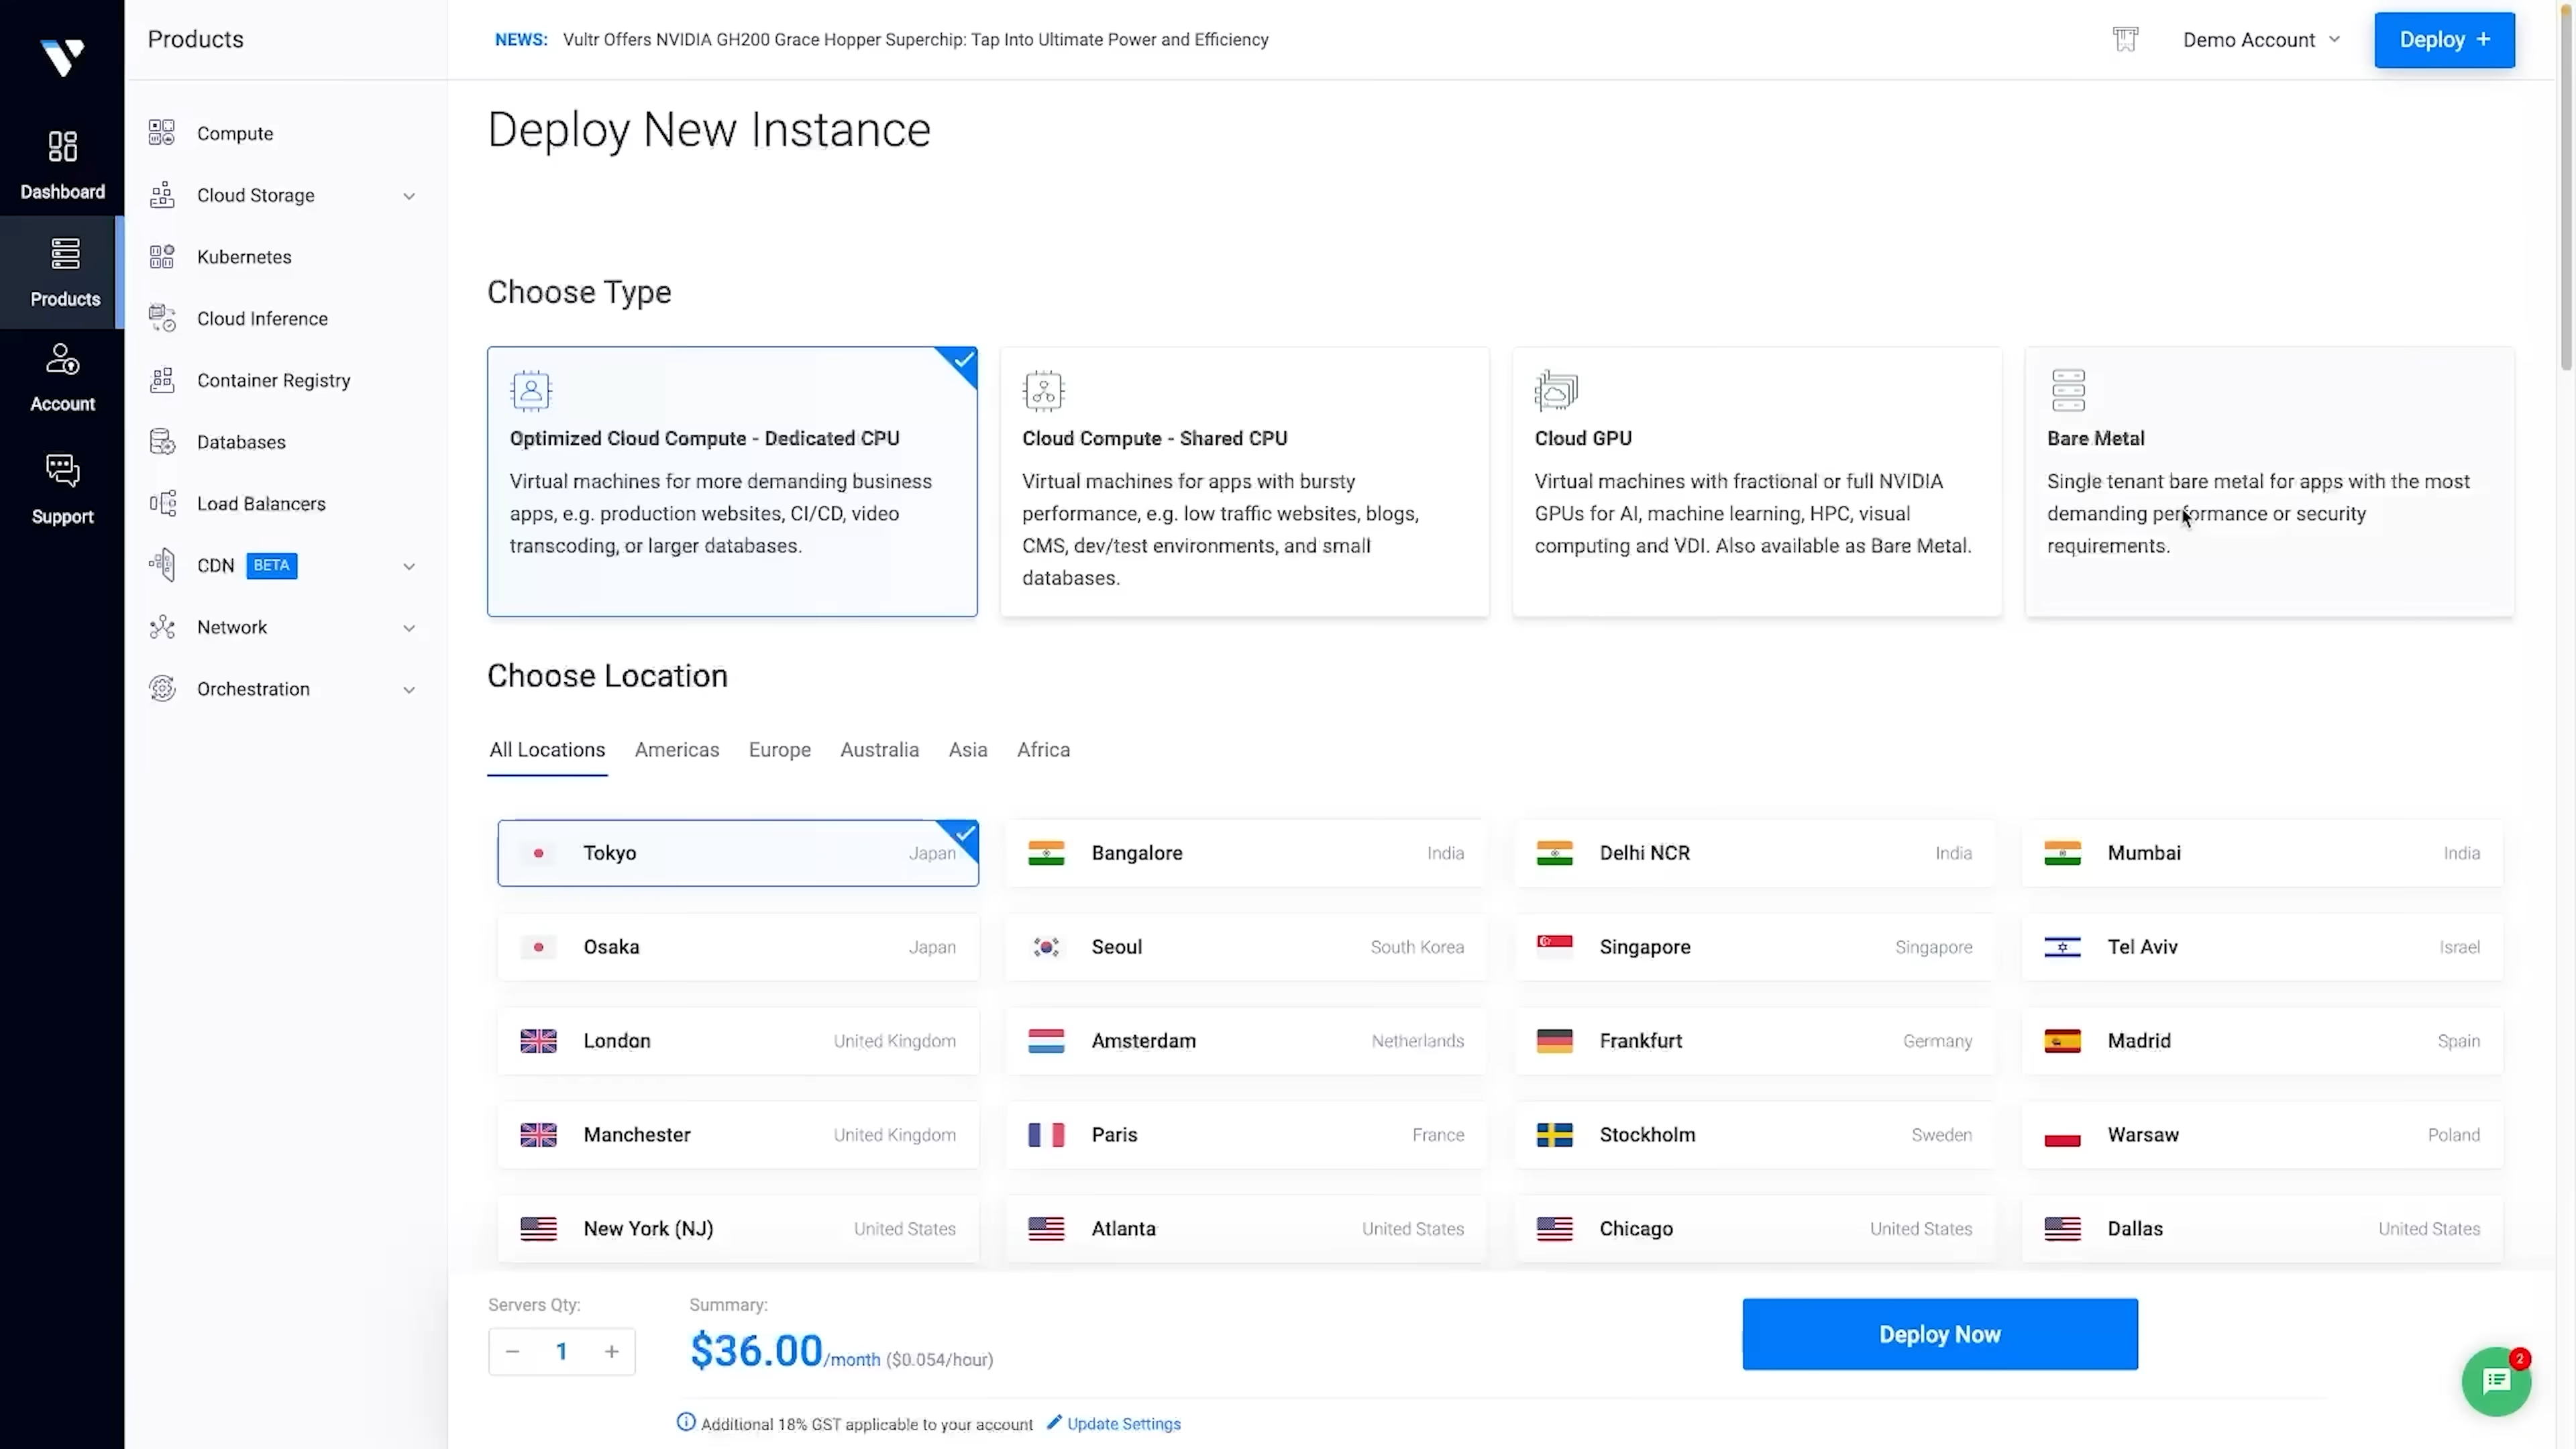 Products
NEWS: Vultr Offers NVIDIA GH200 Grace Hopper Superchip: Tap Into Ultimate Power and Efficiency
Demo Account
Deploy +
Dashboard
Products
Account
Support
Compute
Cloud Storage
Kubernetes
Cloud Inference
Container Registry
Databases
Load Balancers
CDN BETA
Network
Orchestration
Deploy New Instance
Choose Type
Optimized Cloud Compute - Dedicated CPU
Virtual machines for more demanding business
apps, e.g. production websites, CI/CD, video
transcoding, or larger databases.
Cloud Compute - Shared CPU
Virtual machines for apps with bursty
performance, e.g. low traffic websites, blogs,
CMS, dev/test environments, and small
databases.
Cloud GPU
Virtual machines with fractional or full NVIDIA
GPUs for AI, machine learning, HPC, visual
computing and VDI. Also available as Bare Metal.
Bare Metal
Single tenant bare metal for apps with the most
demanding performance or security
requirements.
Choose Location
All Locations Americas Europe Australia Asia Africa
Tokyo Japan
Bangalore India
Delhi NCR India
Mumbai India
Osaka Japan
Seoul South Korea
Singapore Singapore
Tel Aviv Israel
London United Kingdom
Amsterdam Netherlands
Frankfurt Germany
Madrid Spain
Manchester United Kingdom
Paris France
Stockholm Sweden
Warsaw Poland
New York (NJ) United States
Atlanta United States
Chicago United States
Dallas United States
Servers Qty:
− 1 +
Summary:
$36.00/month ($0.054/hour)
Deploy Now
2
Additional 18% GST applicable to your account Update Settings